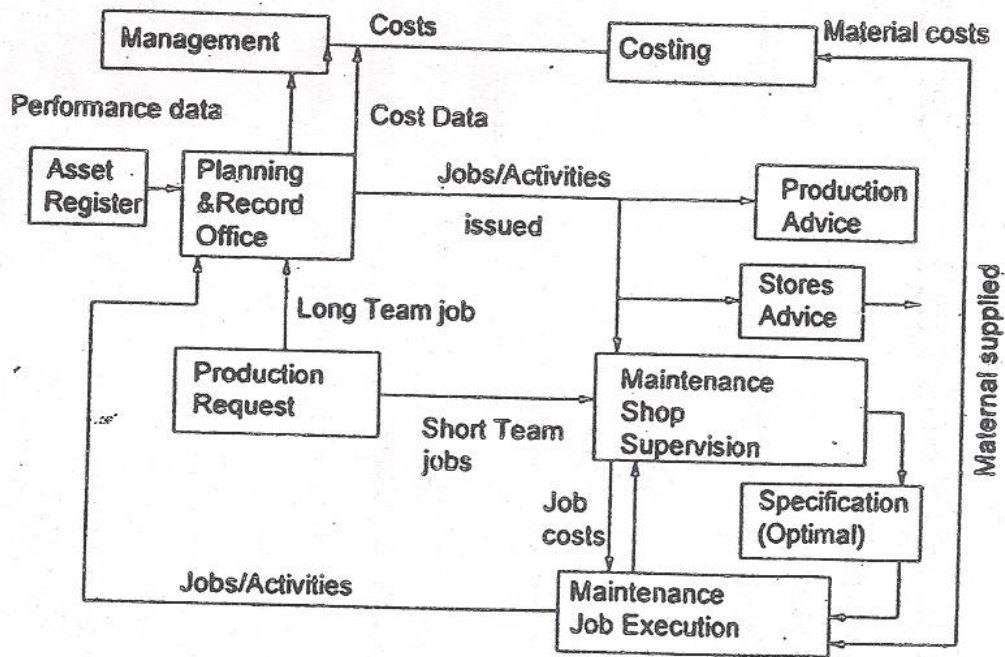 Management
Costs
Costing
Material costs
Performance data
Cost Data
Asset
Register
Planning
&Record
Office
Jobs/Activities
issued
Production
Advice
Stores
Advice
Long Team job
Production
Request
Short Team
jobs
Maintenance
Shop
Supervision
Maternal supplied
Job
costs
Specification
(Optimal)
Jobs/Activities
Maintenance
Job Execution